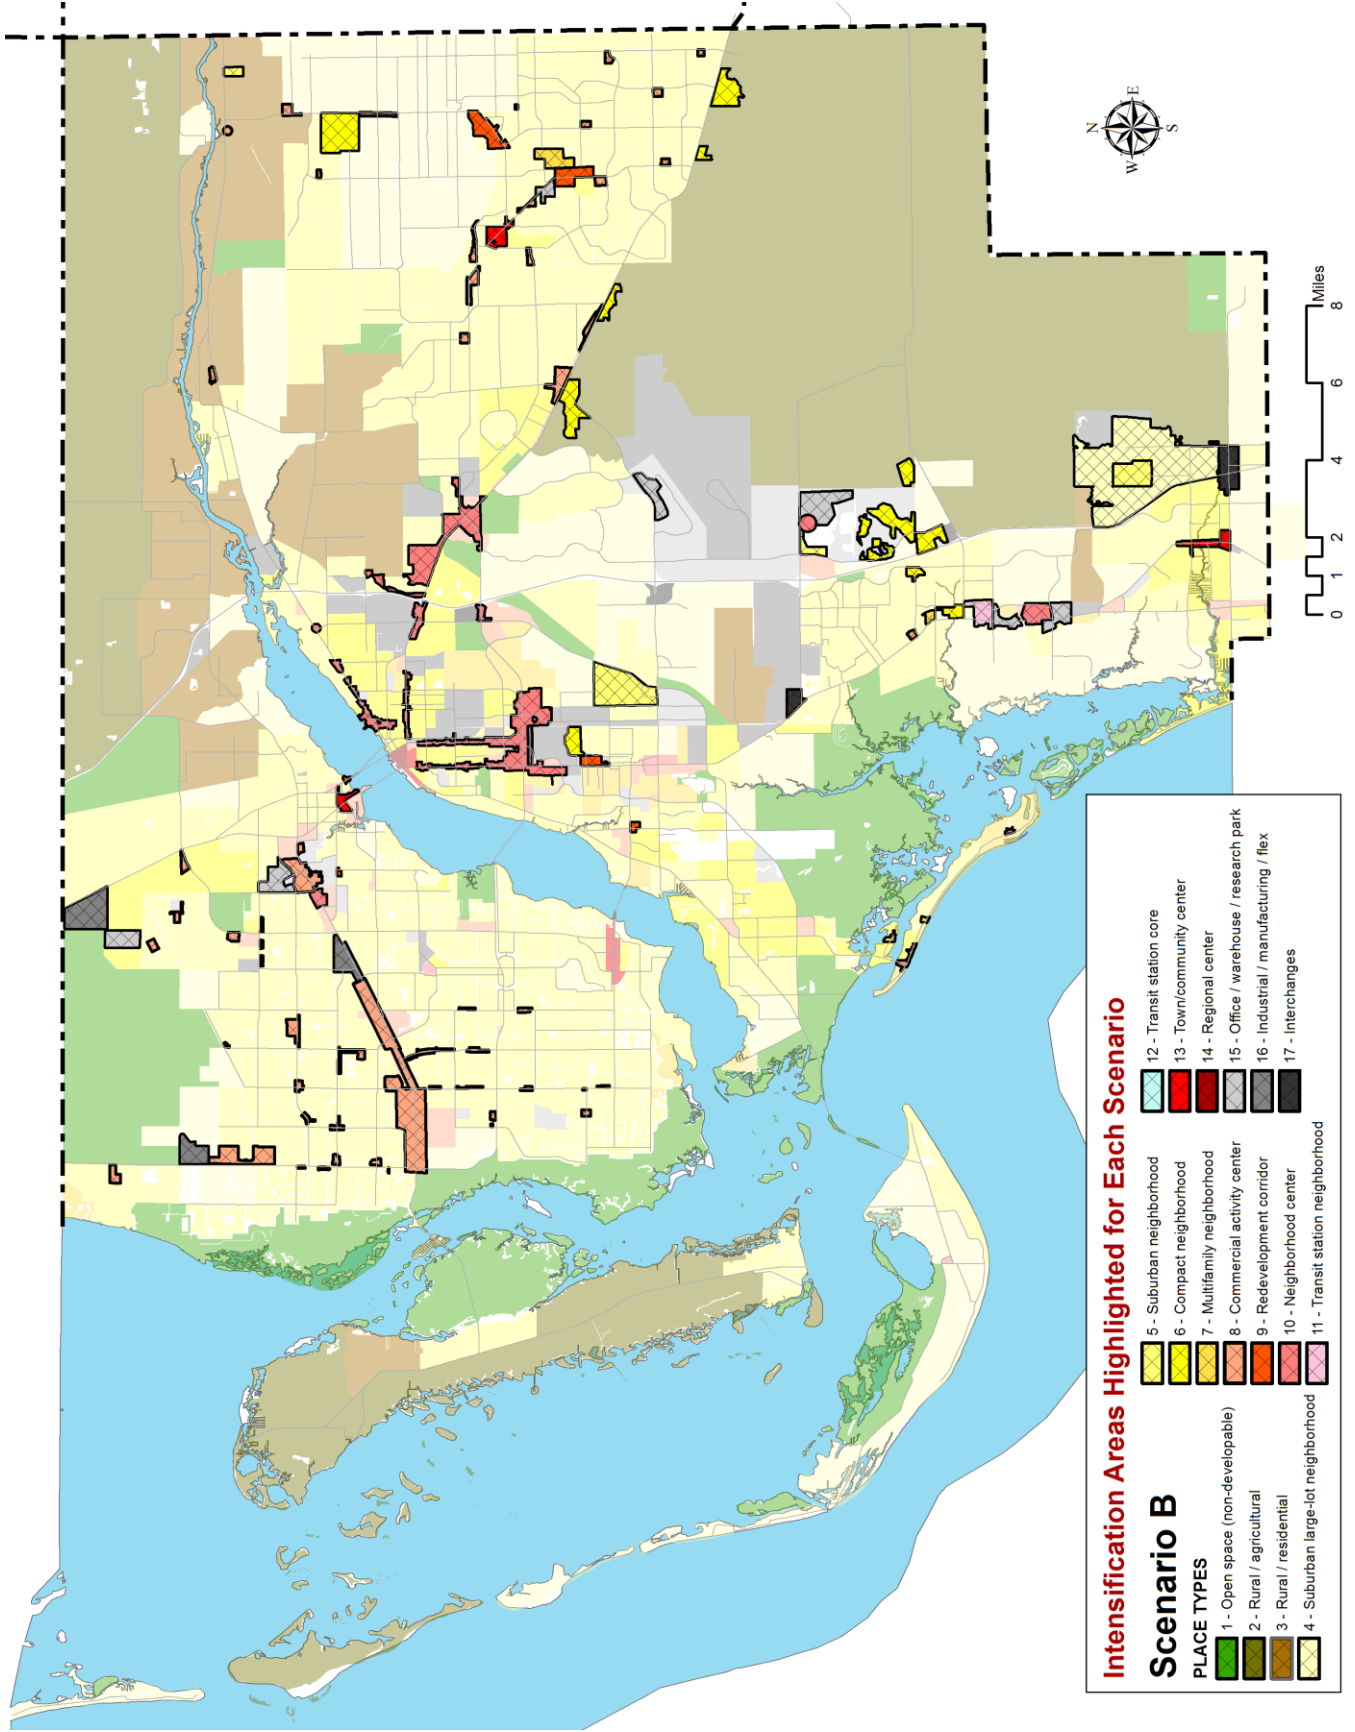 N
W
E
S
Miles
0
1
2
4
6
8
Intensification Areas Highlighted for Each Scenario
Scenario B
PLACE TYPES
1 - Open space (non-developable)
2 - Rural / agricultural
3 - Rural / residential
4 - Suburban large-lot neighborhood
5 - Suburban neighborhood
6 - Compact neighborhood
7 - Multifamily neighborhood
8 - Commercial activity center
9 - Redevelopment corridor
10 - Neighborhood center
11 - Transit station neighborhood
12 - Transit station core
13 - Town/community center
14 - Regional center
15 - Office / warehouse / research park
16 - Industrial / manufacturing / flex
17 - Interchanges